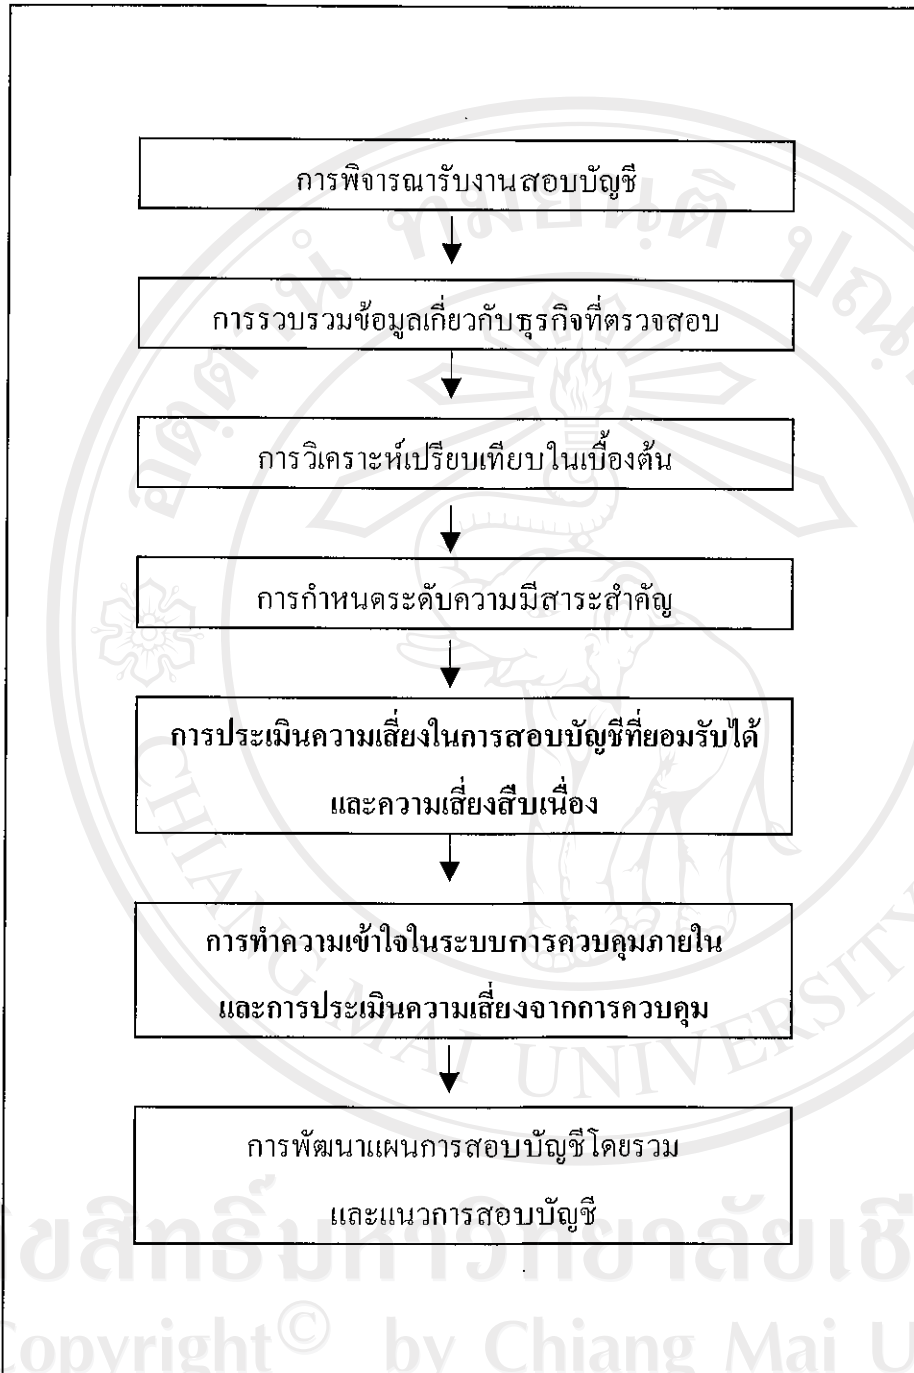 การพิจารณารับงานสอบบัญชี
การรวบรวมข้อมูลเกี่ยวกับธุรกิจที่ตรวจสอบ
การวิเคราะห์เปรียบเทียบในเบื้องต้น
การกำหนดระดับความมีสาระสำคัญ
การประเมินความเสี่ยงในการสอบบัญชีที่ยอมรับได้
และความเสี่ยงสืบเนื่อง
การทำความเข้าใจในระบบการควบคุมภายใน
และการประเมินความเสี่ยงจากการควบคุม
CHIANG MAI UNIVERSITY
การพัฒนาแผนการสอบบัญชีโดยรวม
และแนวการสอบบัญชี
Copyright© by Chiang Mai U